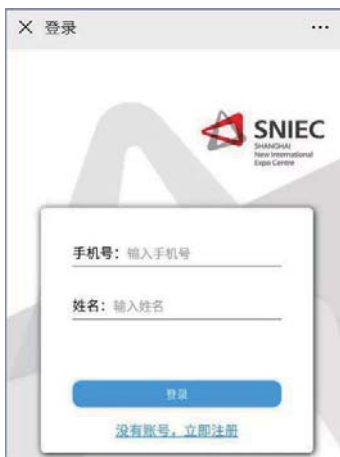 登录
SNIEC
SHANGHAI
New International
Expo Centre
手机号：输入手机号
姓名：输入姓名
登录
没有账号，立即注册